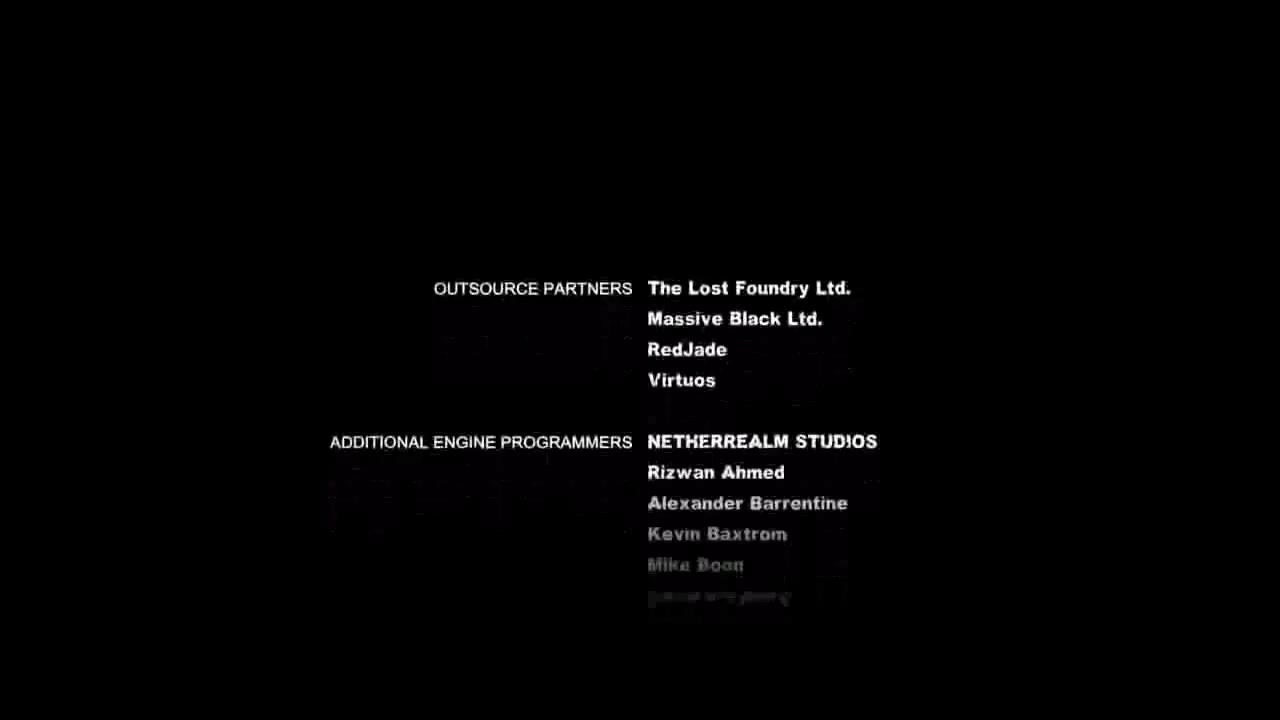 OUTSOURCE PARTNERS The Lost Foundry Ltd.
Massive Black Ltd.
RedJade
Virtuos
ADDITIONAL ENGINE PROGRAMMERS NETHERREALM STUDIOS
Rizwan Ahmed
Alexander Barrentine
Kevin Baxtrom
Mike Boon